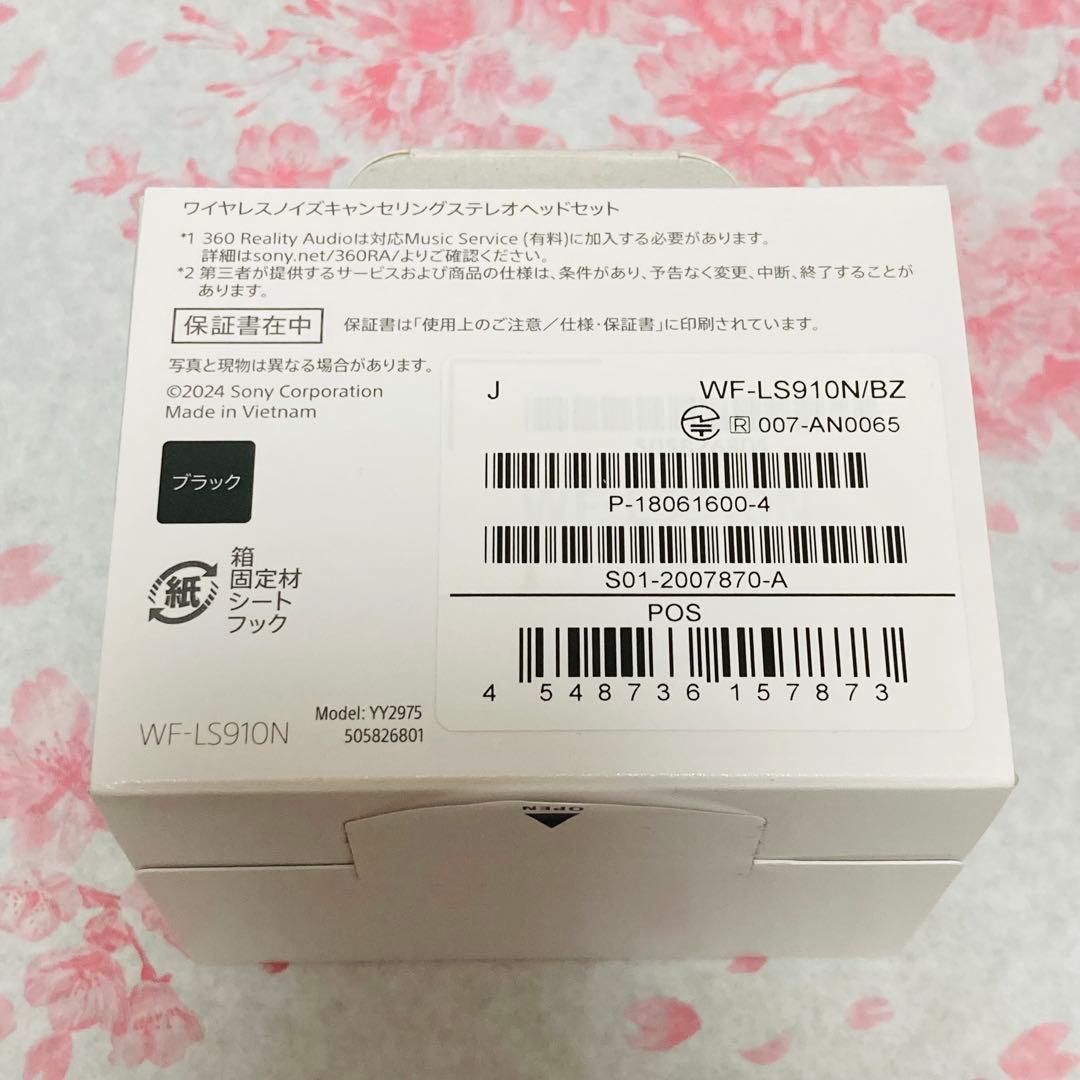 ワイヤレスノイズキャンセリングステレオヘッドセット
*1 360 Reality Audioは対応Music Service (有料)に加入する必要があります。
詳細はsony.net/360RA/よりご確認ください。
*2 第三者が提供するサービスおよび商品の仕様は、条件があり、予告なく変更、中断、終了することが
あります。
保証書在中 保証書は「使用上のご注意／仕様・保証書」に印刷されています。
写真と現物は異なる場合があります。
©2024 Sony Corporation
Made in Vietnam
ブラック
紙
箱
固定材
シート
フック
WF-LS910N
Model: YY2975
505826801
J WF-LS910N/BZ
R 007-AN0065
P-18061600-4
S01-2007870-A
POS
4 548736 157873
OPEN